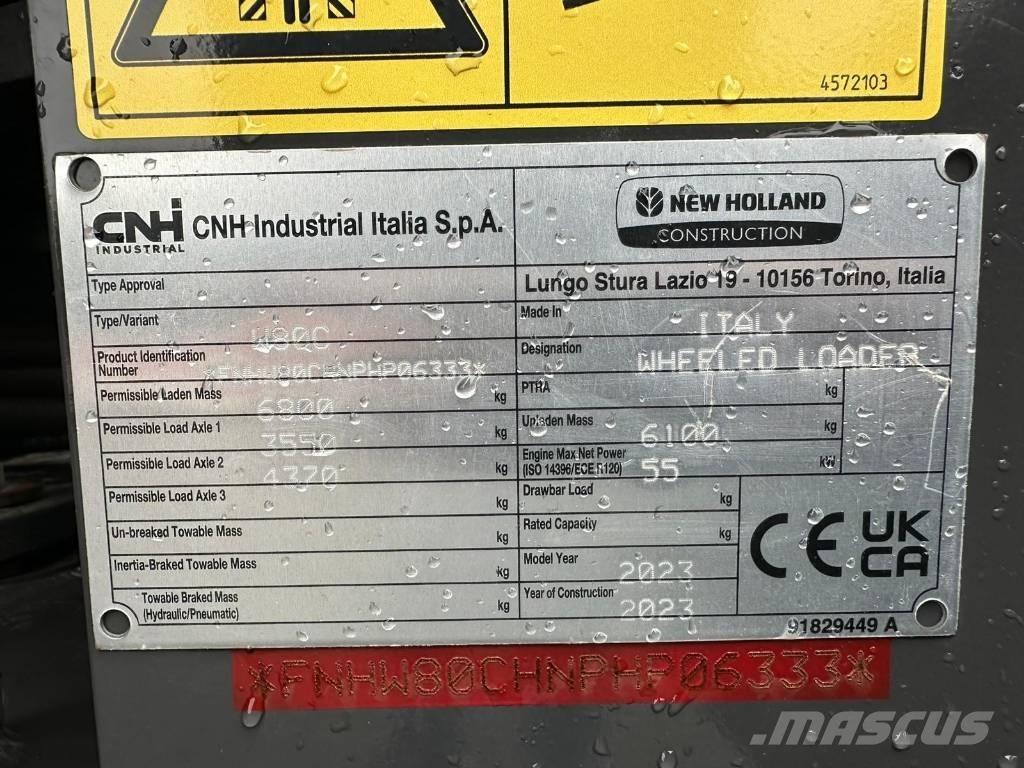 4572103
CNH INDUSTRIAL CNH Industrial Italia S.p.A.
NEW HOLLAND
CONSTRUCTION
Type Approval
Lungo Stura Lazio 19 - 10156 Torino, Italia
Type/Variant W80C
Made In ITALY
Product Identification Number *FNHW80CHNPHP06333*
Designation WHEELED LOADER
Permissible Laden Mass 6800 kg
PTRA kg
Permissible Load Axle 1 3550 kg
Unladen Mass 6100 kg
Permissible Load Axle 2 4370 kg
Engine Max Net Power (ISO 14396/ECE R120) 55 kW
Permissible Load Axle 3 kg
Drawbar Load kg
Un-breaked Towable Mass kg
Rated Capacity kg
Inertia-Braked Towable Mass kg
Model Year 2023
Towable Braked Mass (Hydraulic/Pneumatic) kg
Year of Construction 2023
CE UK CA
91829449 A
*FNHW80CHNPHP06333*
MASCUS